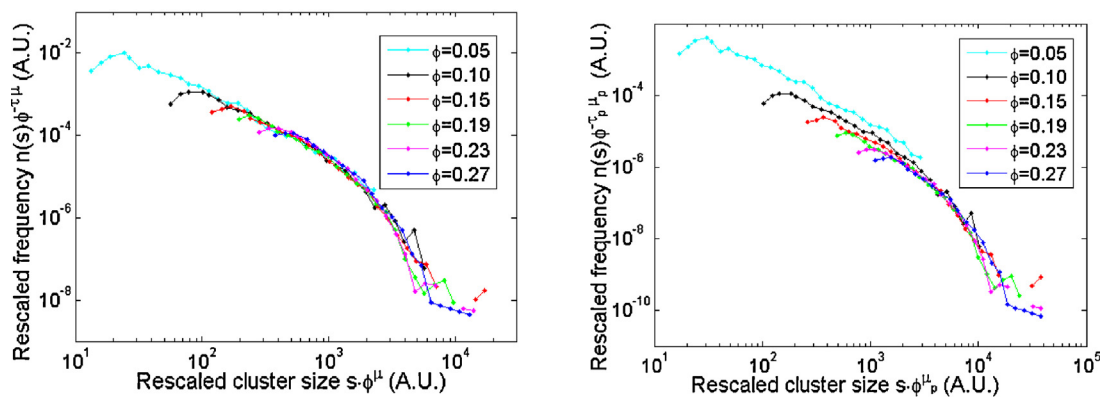 Rescaled frequency n(s)ϕ^-τμ (A.U.)
10^-2
10^-4
10^-6
10^-8
ϕ=0.05
ϕ=0.10
ϕ=0.15
ϕ=0.19
ϕ=0.23
ϕ=0.27
10^1
10^2
10^3
10^4
Rescaled cluster size s·ϕ^μ (A.U.)
Rescaled frequency n(s)ϕ^-τ_p μ_p (A.U.)
10^-4
10^-6
10^-8
10^-10
ϕ=0.05
ϕ=0.10
ϕ=0.15
ϕ=0.19
ϕ=0.23
ϕ=0.27
10^1
10^2
10^3
10^4
10^5
Rescaled cluster size s·ϕ^μ_p (A.U.)